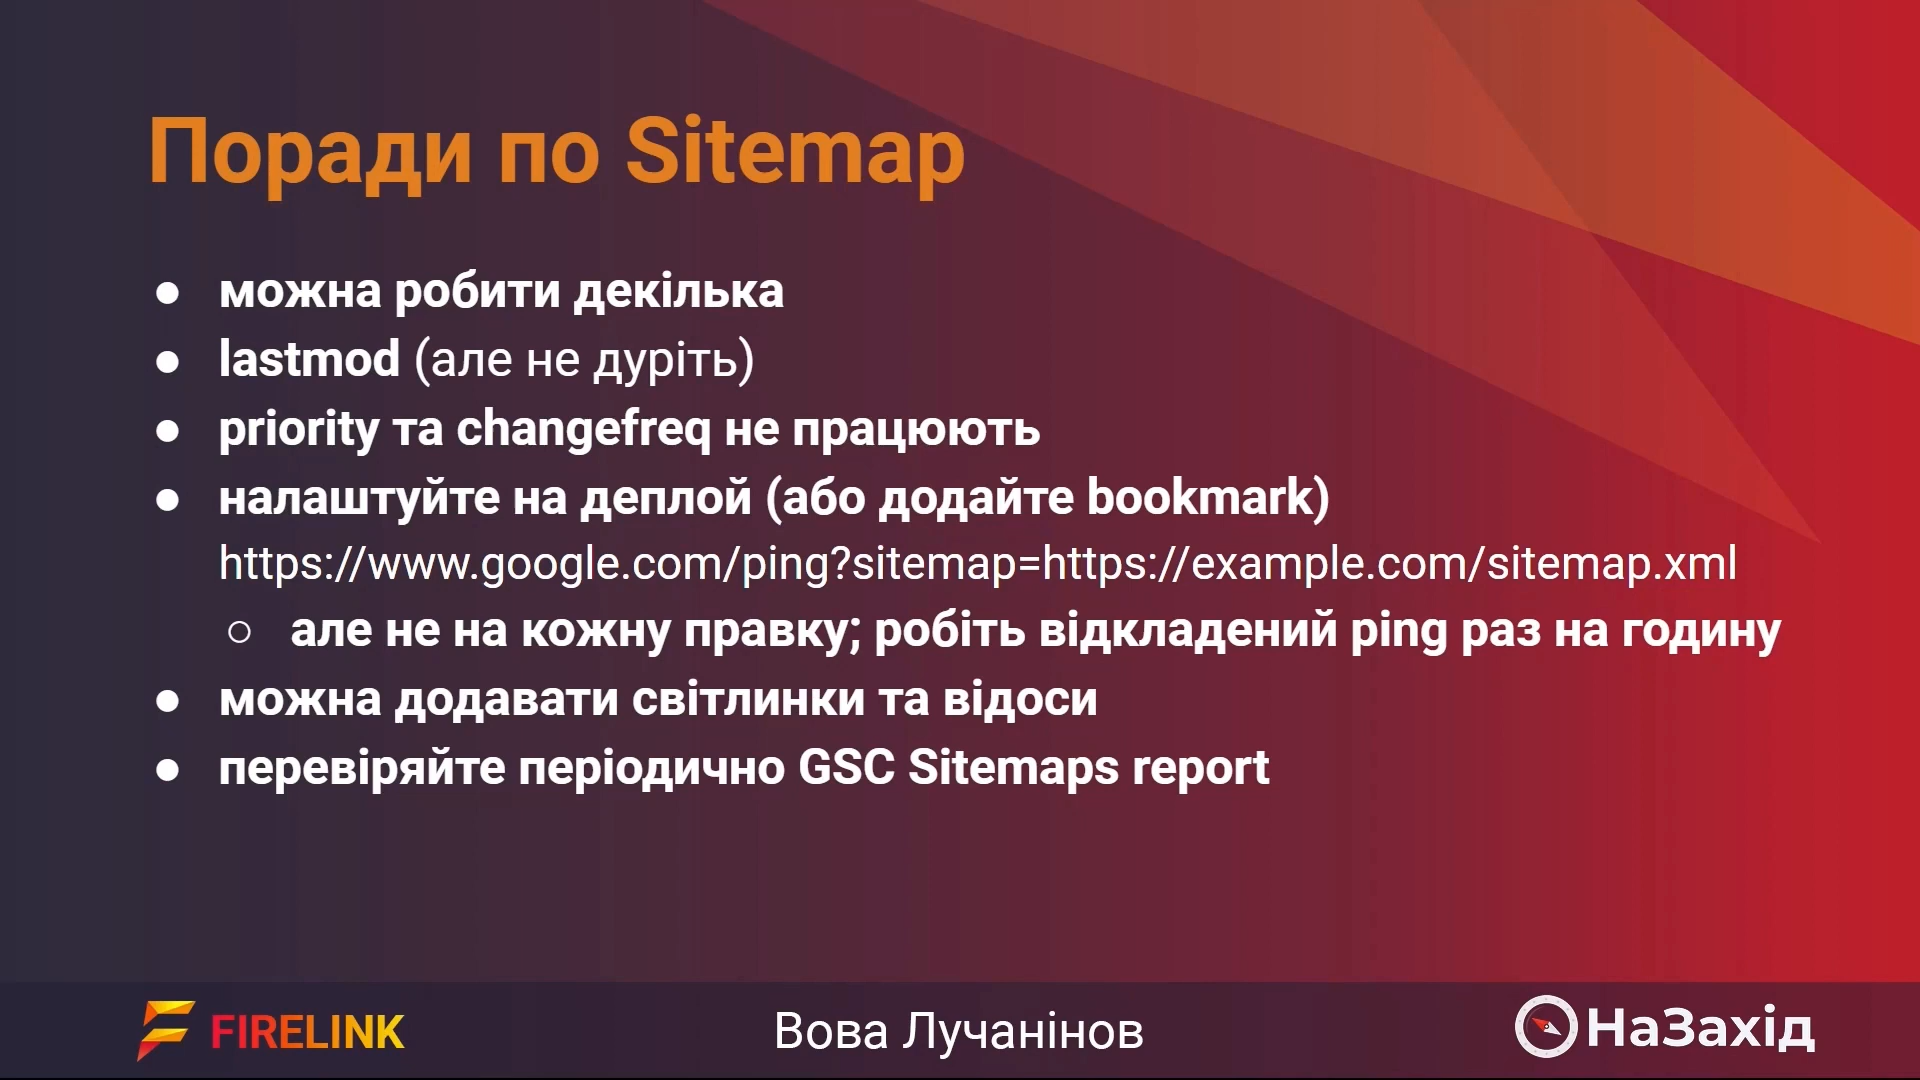 Поради по Sitemap
● можна робити декілька
● lastmod (але не дуріть)
● priority та changefreq не працюють
● налаштуйте на деплой (або додайте bookmark)
https://www.google.com/ping?sitemap=https://example.com/sitemap.xml
○ але не на кожну правку; робіть відкладений ping раз на годину
● можна додавати світлинки та відоси
● перевіряйте періодично GSC Sitemaps report
FIRELINK
Вова Лучанінов
НаЗахід